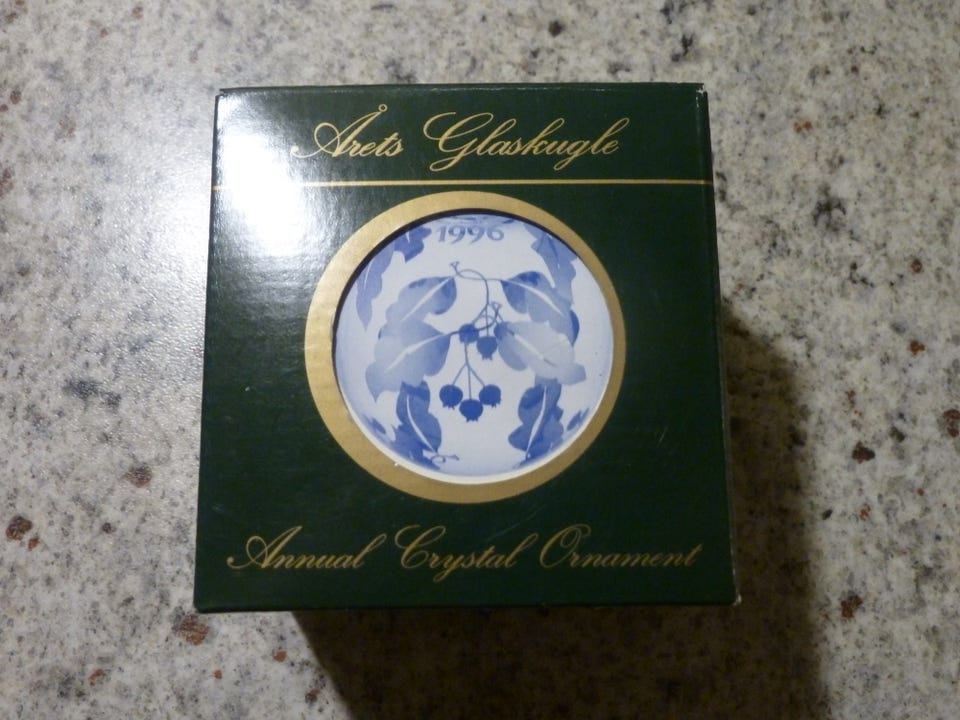 Årets Glaskugle
1996
Annual Crystal Ornament